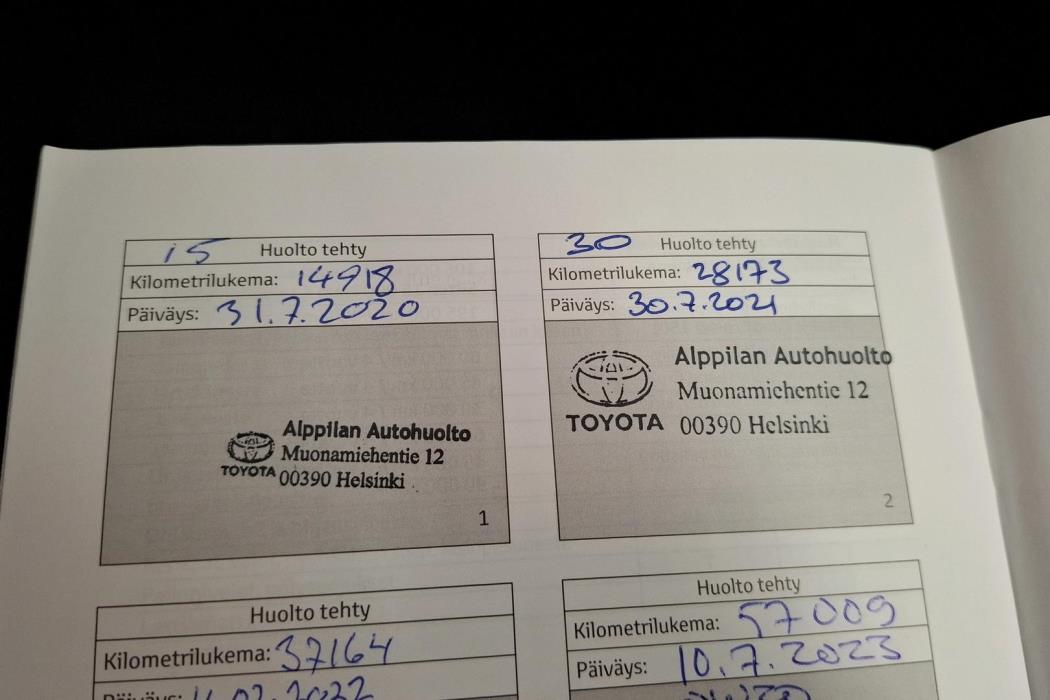 15 Huolto tehty
Kilometrilukema: 14918
Päiväys: 31.7.2020
Alppilan Autohuolto
Muonamiehentie 12
TOYOTA 00390 Helsinki
1
30 Huolto tehty
Kilometrilukema: 28173
Päiväys: 30.7.2021
Alppilan Autohuolto
Muonamiehentie 12
TOYOTA 00390 Helsinki
2
Huolto tehty
Kilometrilukema: 37164
Päiväys:
Huolto tehty
Kilometrilukema: 57009
Päiväys: 10.7.2023